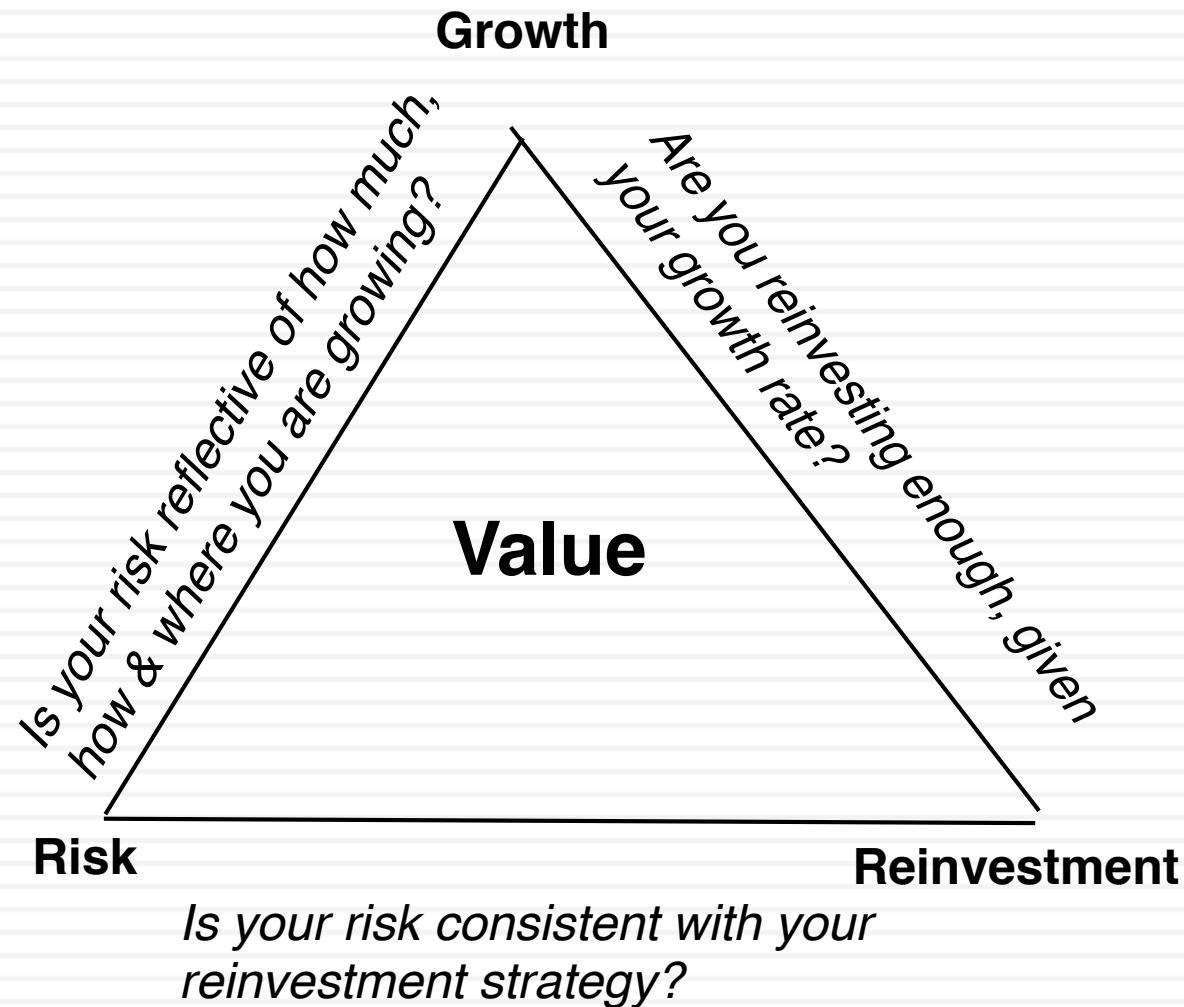 Growth
Is your risk reflective of how much,
how & where you are growing?
Are you reinvesting enough, given
your growth rate?
Value
Risk
Reinvestment
Is your risk consistent with your
reinvestment strategy?